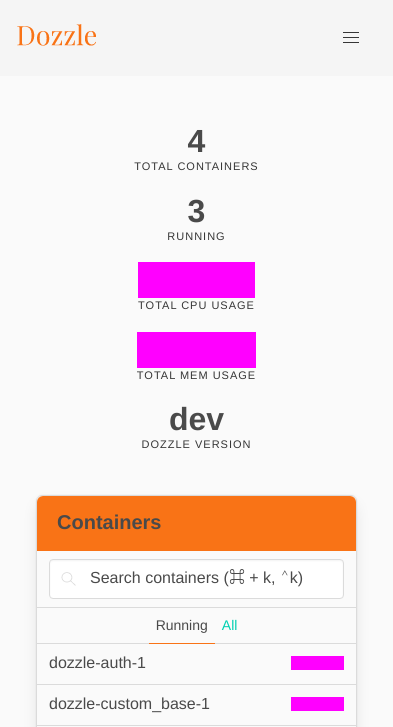 Dozzle
4
TOTAL CONTAINERS
3
RUNNING
TOTAL CPU USAGE
TOTAL MEM USAGE
dev
DOZZLE VERSION
Containers
Search containers (⌘ + k, ⌃k)
Running All
dozzle-auth-1
dozzle-custom_base-1